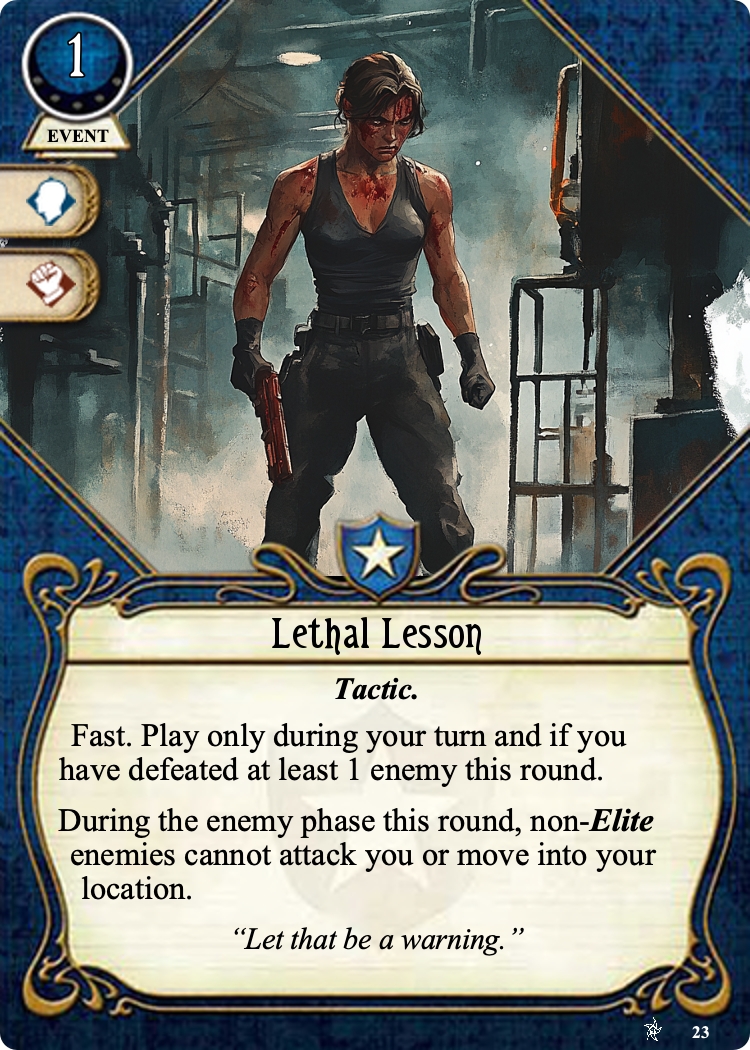 1
EVENT
Lethal Lesson
Tactic.
Fast. Play only during your turn and if you
have defeated at least 1 enemy this round.
During the enemy phase this round, non-Elite
enemies cannot attack you or move into your
location.
“Let that be a warning.”
23